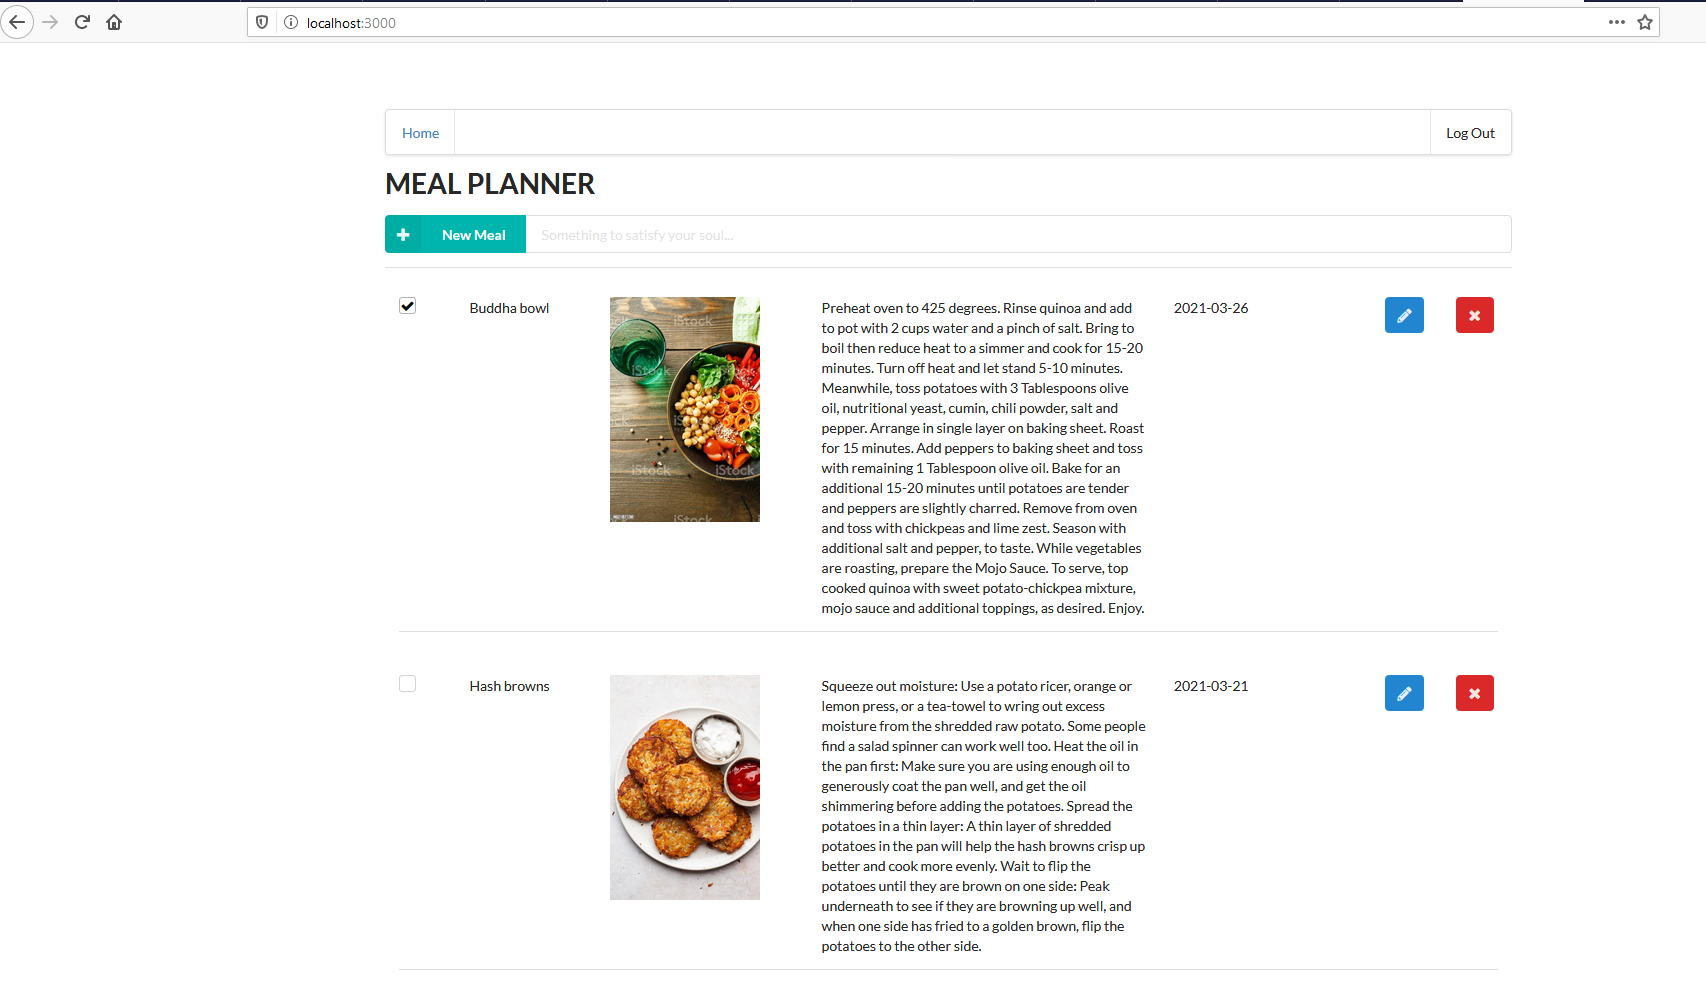 localhost:3000
Home
Log Out
MEAL PLANNER
New Meal
Something to satisfy your soul...
Buddha bowl
iStock
iStock
iStock
iStock
iStock
iStock
Preheat oven to 425 degrees. Rinse quinoa and add
to pot with 2 cups water and a pinch of salt. Bring to
boil then reduce heat to a simmer and cook for 15-20
minutes. Turn off heat and let stand 5-10 minutes.
Meanwhile, toss potatoes with 3 Tablespoons olive
oil, nutritional yeast, cumin, chili powder, salt and
pepper. Arrange in single layer on baking sheet. Roast
for 15 minutes. Add peppers to baking sheet and toss
with remaining 1 Tablespoon olive oil. Bake for an
additional 15-20 minutes until potatoes are tender
and peppers are slightly charred. Remove from oven
and toss with chickpeas and lime zest. Season with
additional salt and pepper, to taste. While vegetables
are roasting, prepare the Mojo Sauce. To serve, top
cooked quinoa with sweet potato-chickpea mixture,
mojo sauce and additional toppings, as desired. Enjoy.
2021-03-26
Hash browns
Squeeze out moisture: Use a potato ricer, orange or
lemon press, or a tea-towel to wring out excess
moisture from the shredded raw potato. Some people
find a salad spinner can work well too. Heat the oil in
the pan first: Make sure you are using enough oil to
generously coat the pan well, and get the oil
shimmering before adding the potatoes. Spread the
potatoes in a thin layer: A thin layer of shredded
potatoes in the pan will help the hash browns crisp up
better and cook more evenly. Wait to flip the
potatoes until they are brown on one side: Peak
underneath to see if they are browning up well, and
when one side has fried to a golden brown, flip the
potatoes to the other side.
2021-03-21